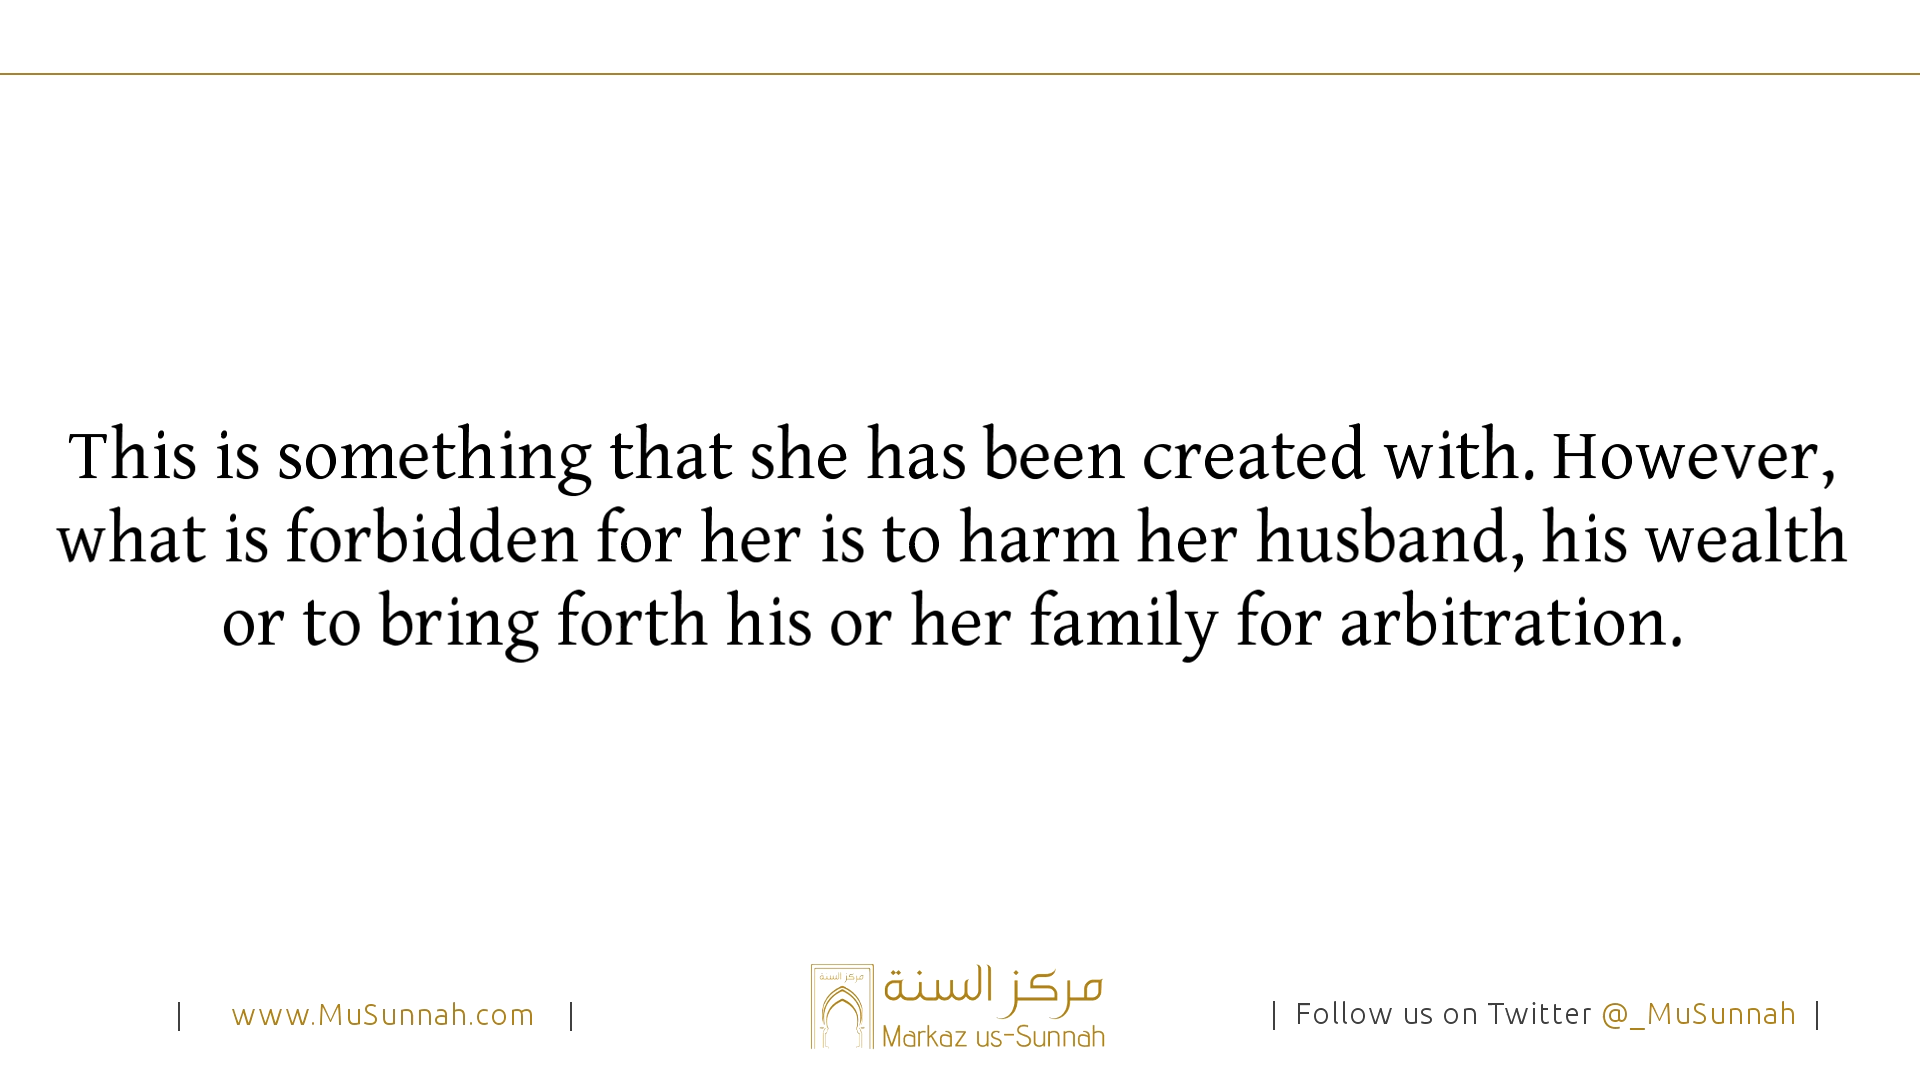 This is something that she has been created with. However,
what is forbidden for her is to harm her husband, his wealth
or to bring forth his or her family for arbitration.
| www.MuSunnah.com |
مركز السنة
مركز السنة
Markaz us-Sunnah
| Follow us on Twitter @_MuSunnah |